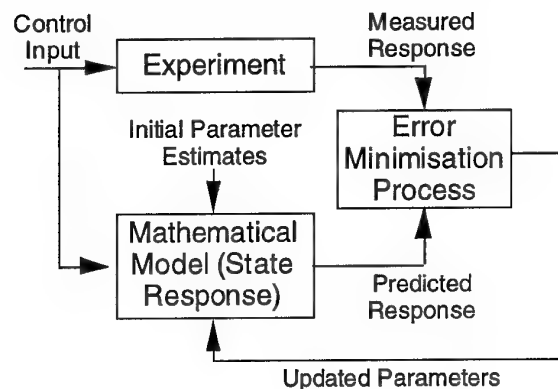 Control
Input
Experiment
Measured
Response
Initial Parameter
Estimates
Error
Minimisation
Process
Mathematical
Model (State
Response)
Predicted
Response
Updated Parameters